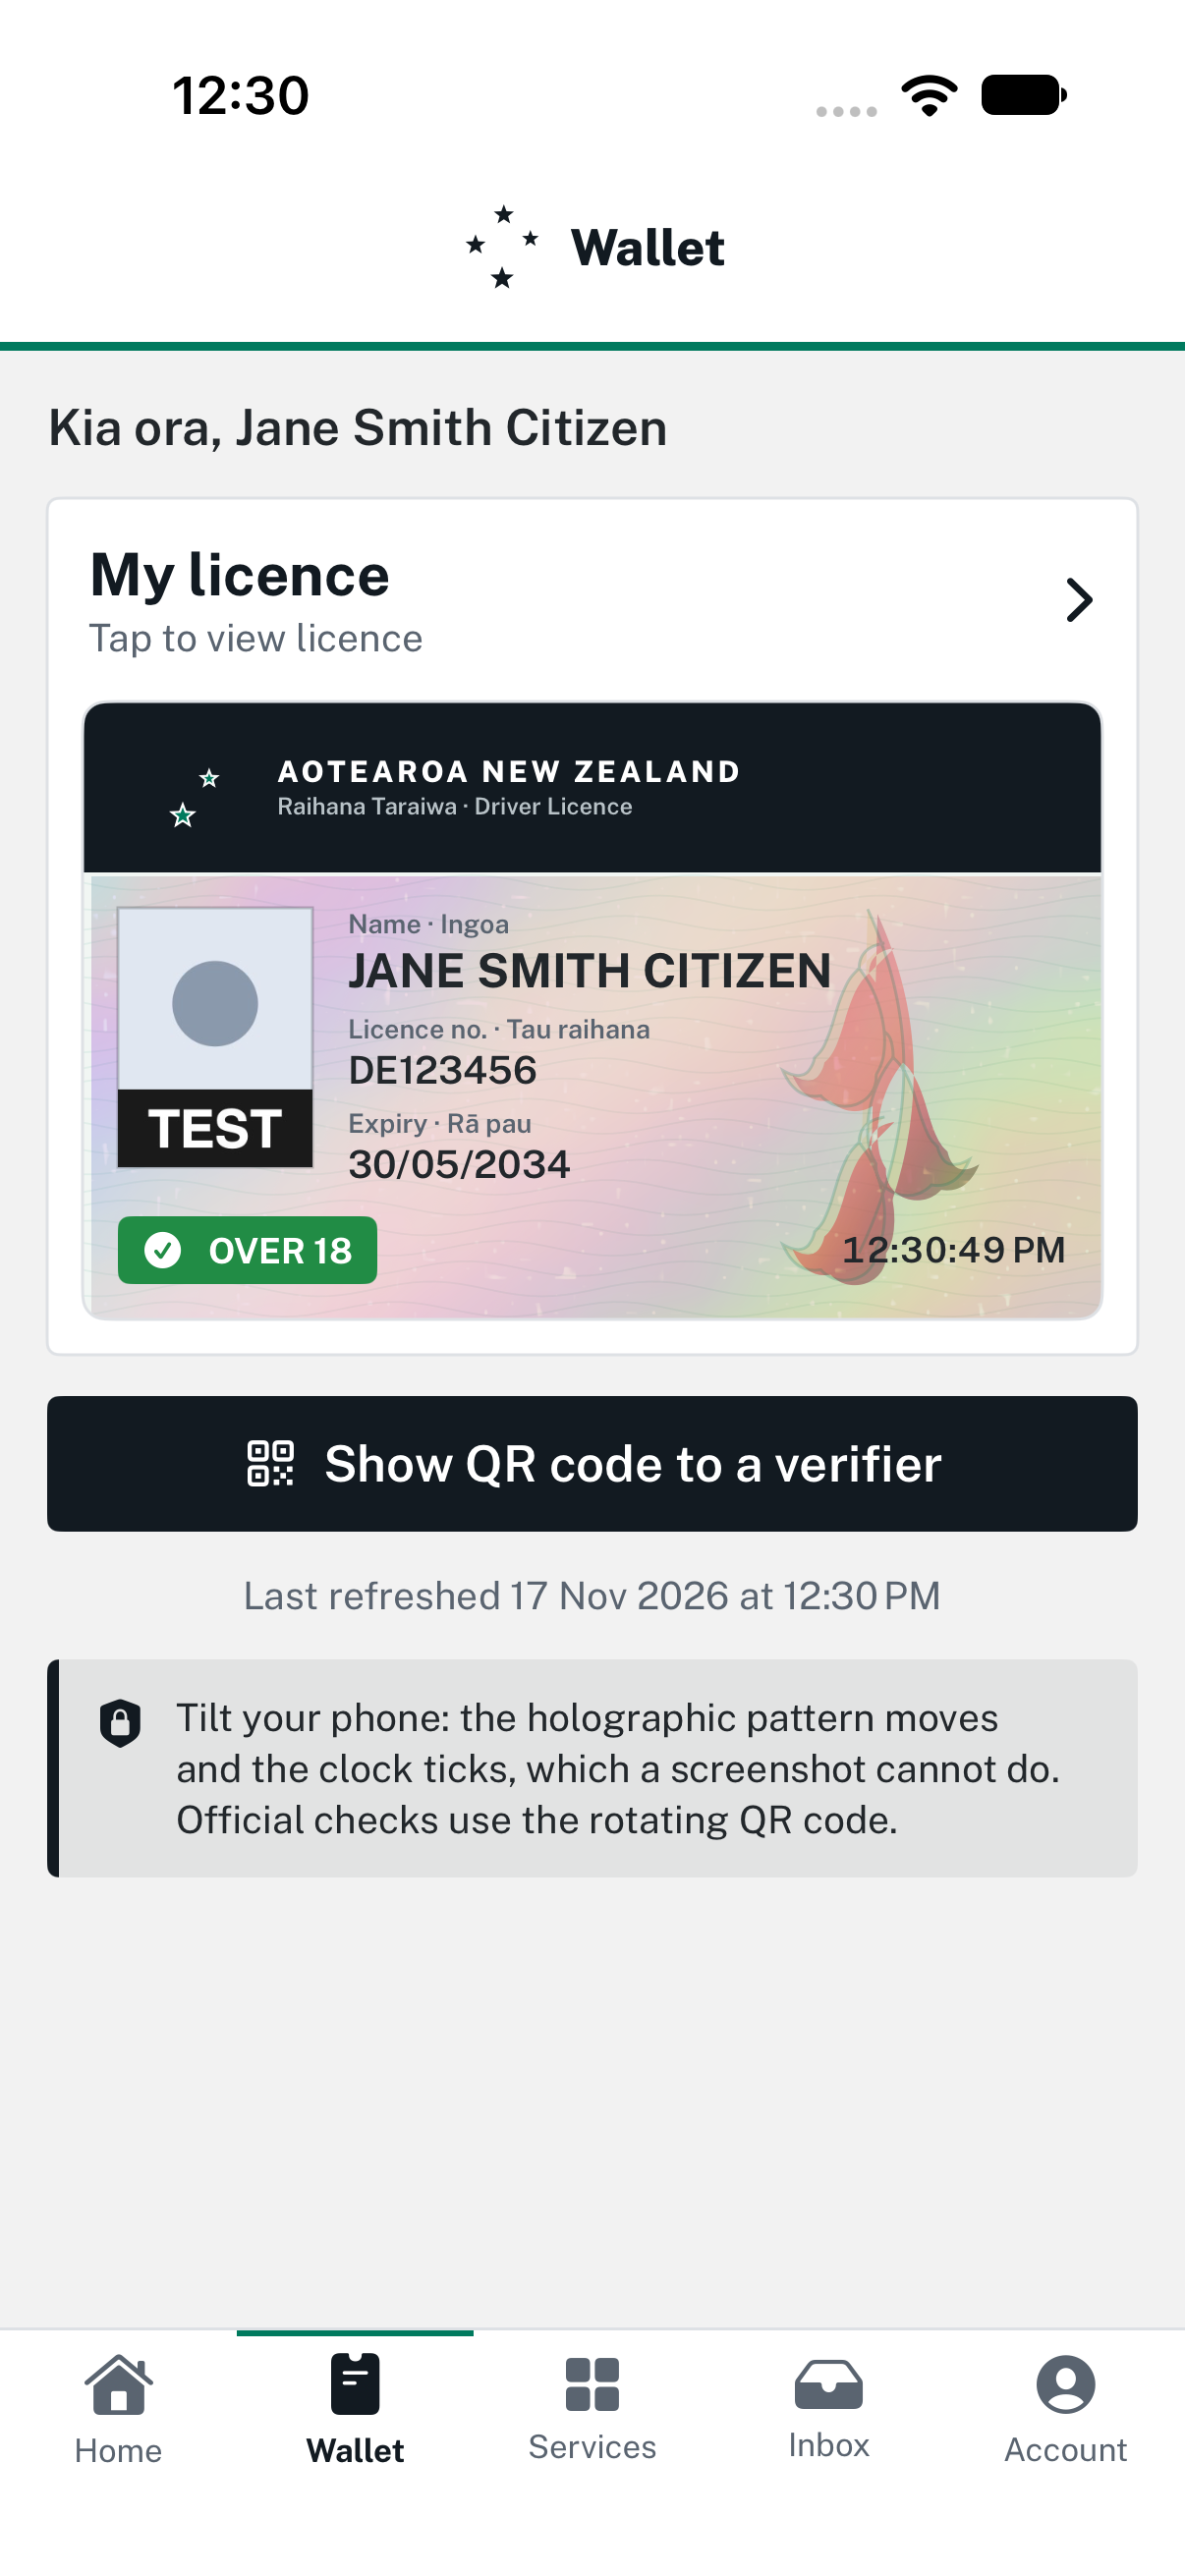 12:30
Wallet
Kia ora, Jane Smith Citizen
My licence
Tap to view licence
AOTEAROA NEW ZEALAND
Raihana Taraiwa · Driver Licence
Name · Ingoa
JANE SMITH CITIZEN
Licence no. · Tau raihana
DE123456
Expiry · Rā pau
30/05/2034
TEST
OVER 18
12:30:49 PM
Show QR code to a verifier
Last refreshed 17 Nov 2026 at 12:30 PM
Tilt your phone: the holographic pattern moves
and the clock ticks, which a screenshot cannot do.
Official checks use the rotating QR code.
Home
Wallet
Services
Inbox
Account